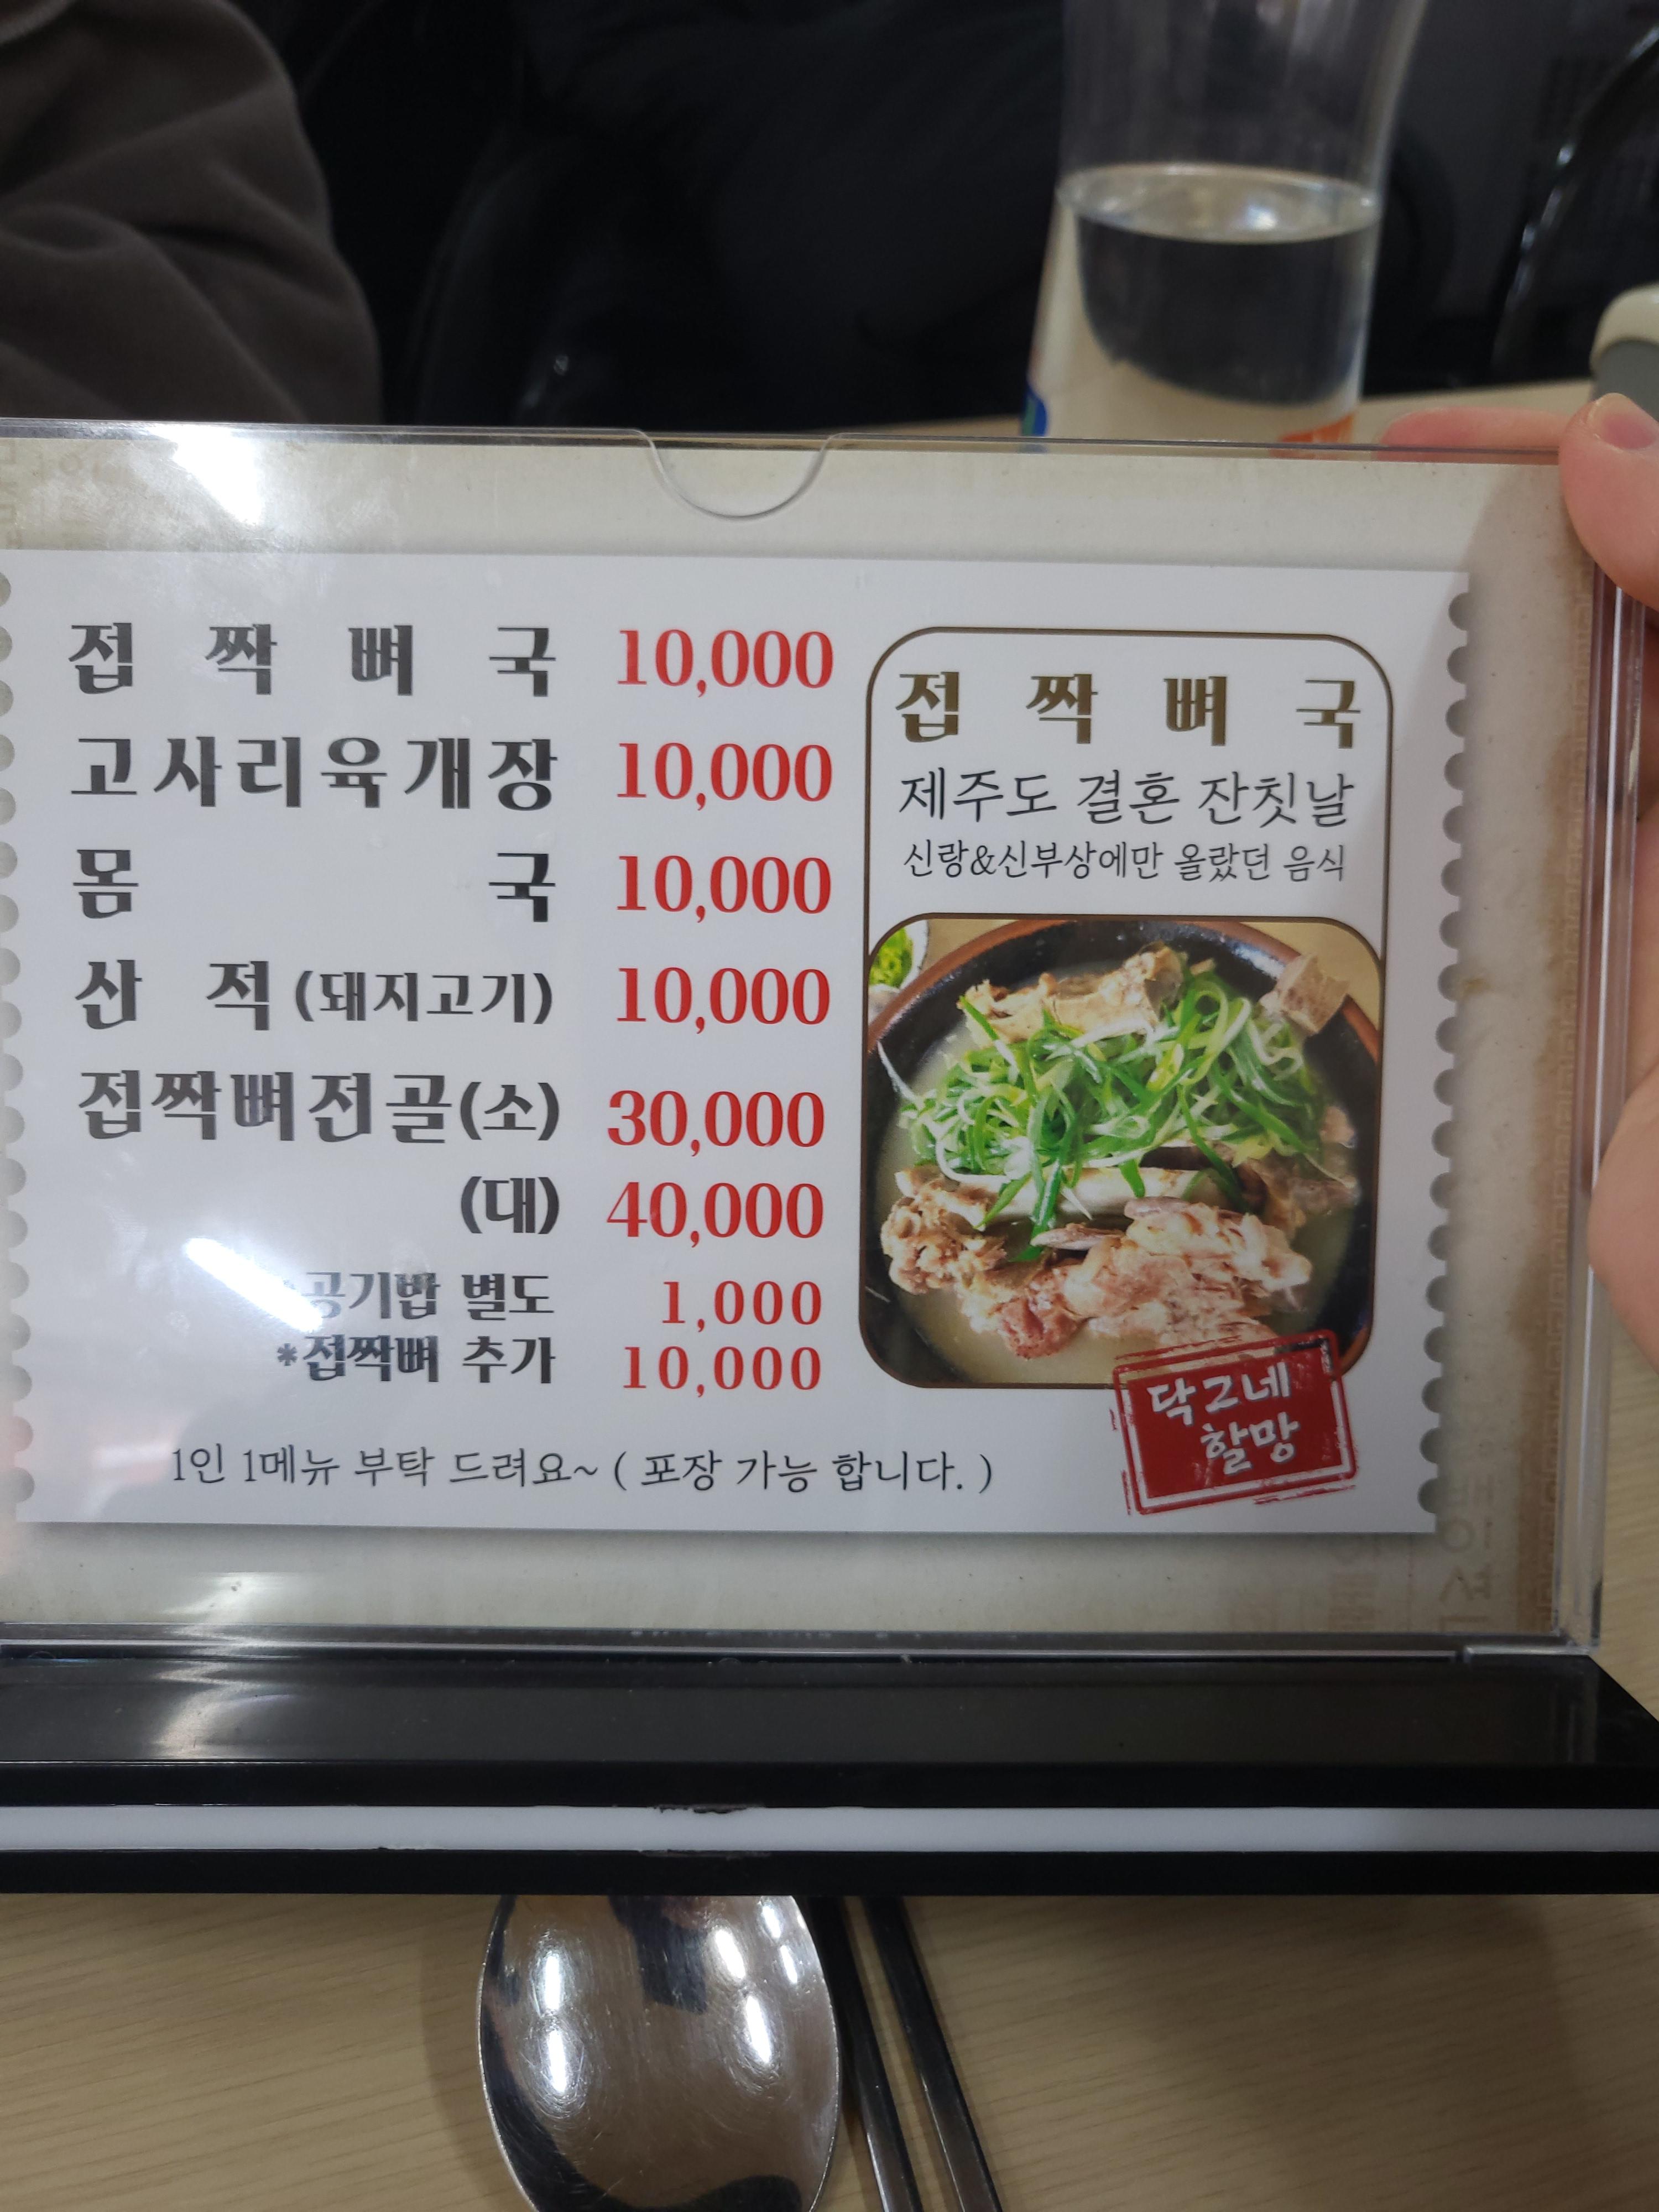 접짝뼈국 10,000
고사리육개장 10,000
몸국 10,000
산적(돼지고기) 10,000
접짝뼈전골(소) 30,000
(대) 40,000
*공기밥 별도 1,000
*접짝뼈 추가 10,000
1인 1메뉴 부탁 드려요~ ( 포장 가능 합니다. )
접짝뼈국
제주도 결혼 잔칫날
신랑&신부상에만 올랐던 음식
닥그네
할망